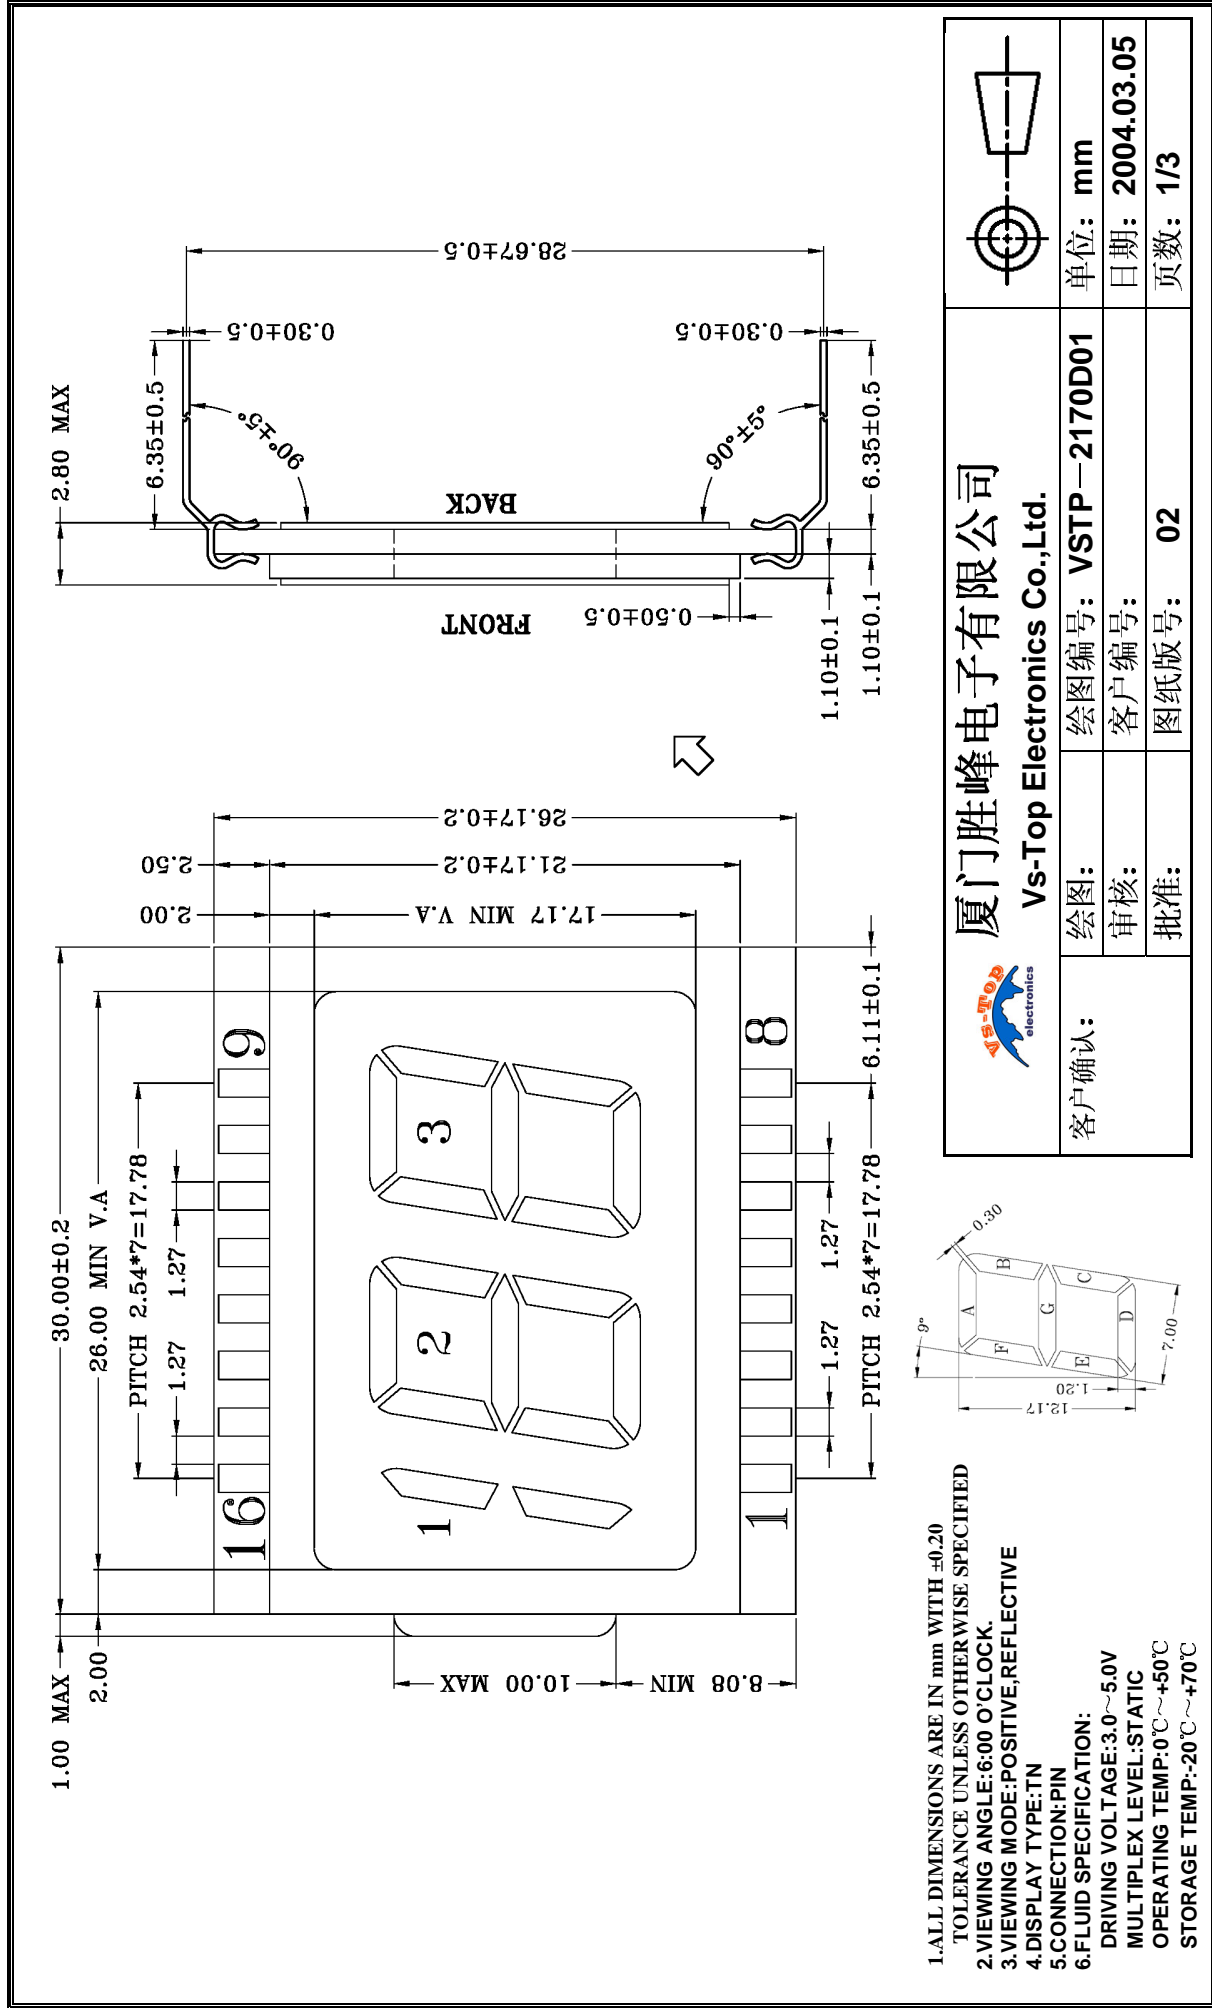 30.00±0.2
1.00 MAX
26.00 MIN V.A
2.00
PITCH 2.54*7=17.78
1.27
1.27
16
9
2.50
2.00
1
2
3
17.17 MIN V.A
21.17±0.2
26.17±0.2
10.00 MAX
8.08 MIN
1
8
1.27
1.27
PITCH 2.54*7=17.78
6.11±0.1
2.80 MAX
6.35±0.5
0.30±0.5
90°±5°
BACK
FRONT
28.67±0.5
0.30±0.5
90°±5°
0.50±0.5
6.35±0.5
1.10±0.1
1.10±0.1
1.ALL DIMENSIONS ARE IN mm WITH ±0.20
TOLERANCE UNLESS OTHERWISE SPECIFIED
2.VIEWING ANGLE:6:00 O'CLOCK.
3.VIEWING MODE:POSITIVE,REFLECTIVE
4.DISPLAY TYPE:TN
5.CONNECTION:PIN
6.FLUID SPECIFICATION:
DRIVING VOLTAGE:3.0～5.0V
MULTIPLEX LEVEL:STATIC
OPERATING TEMP:0℃～+50℃
STORAGE TEMP:-20℃～+70℃
9°
0.30
A
B
F
G
C
E
D
12.17
1.20
7.00
Vs-Top
electronics
厦门胜峰电子有限公司
Vs-Top Electronics Co.,Ltd.
客户确认：
绘图：
绘图编号： VSTP－2170D01
单位： mm
审核：
客户编号：
日期： 2004.03.05
批准：
图纸版号： 02
页数： 1/3